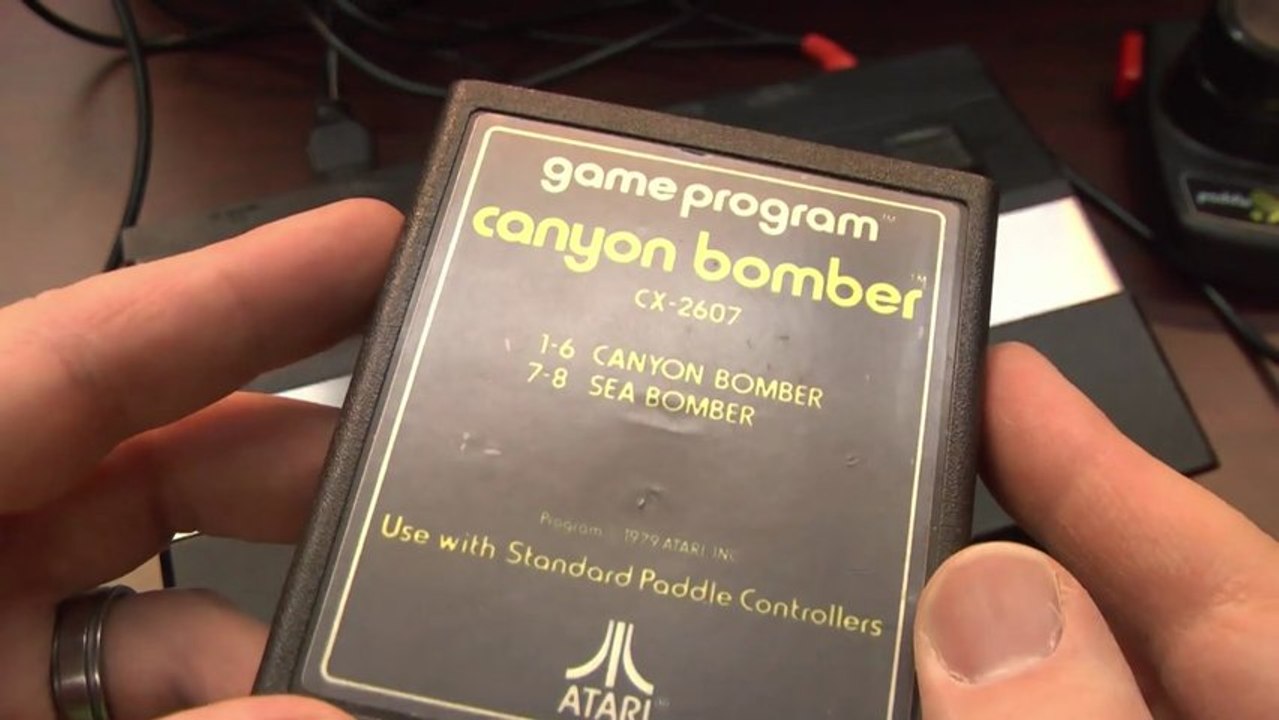 game program™
canyon bomber™
CX-2607
1-6 CANYON BOMBER
7-8 SEA BOMBER
Program 1979 ATARI INC
Use with Standard Paddle Controllers
ATARI
paddle